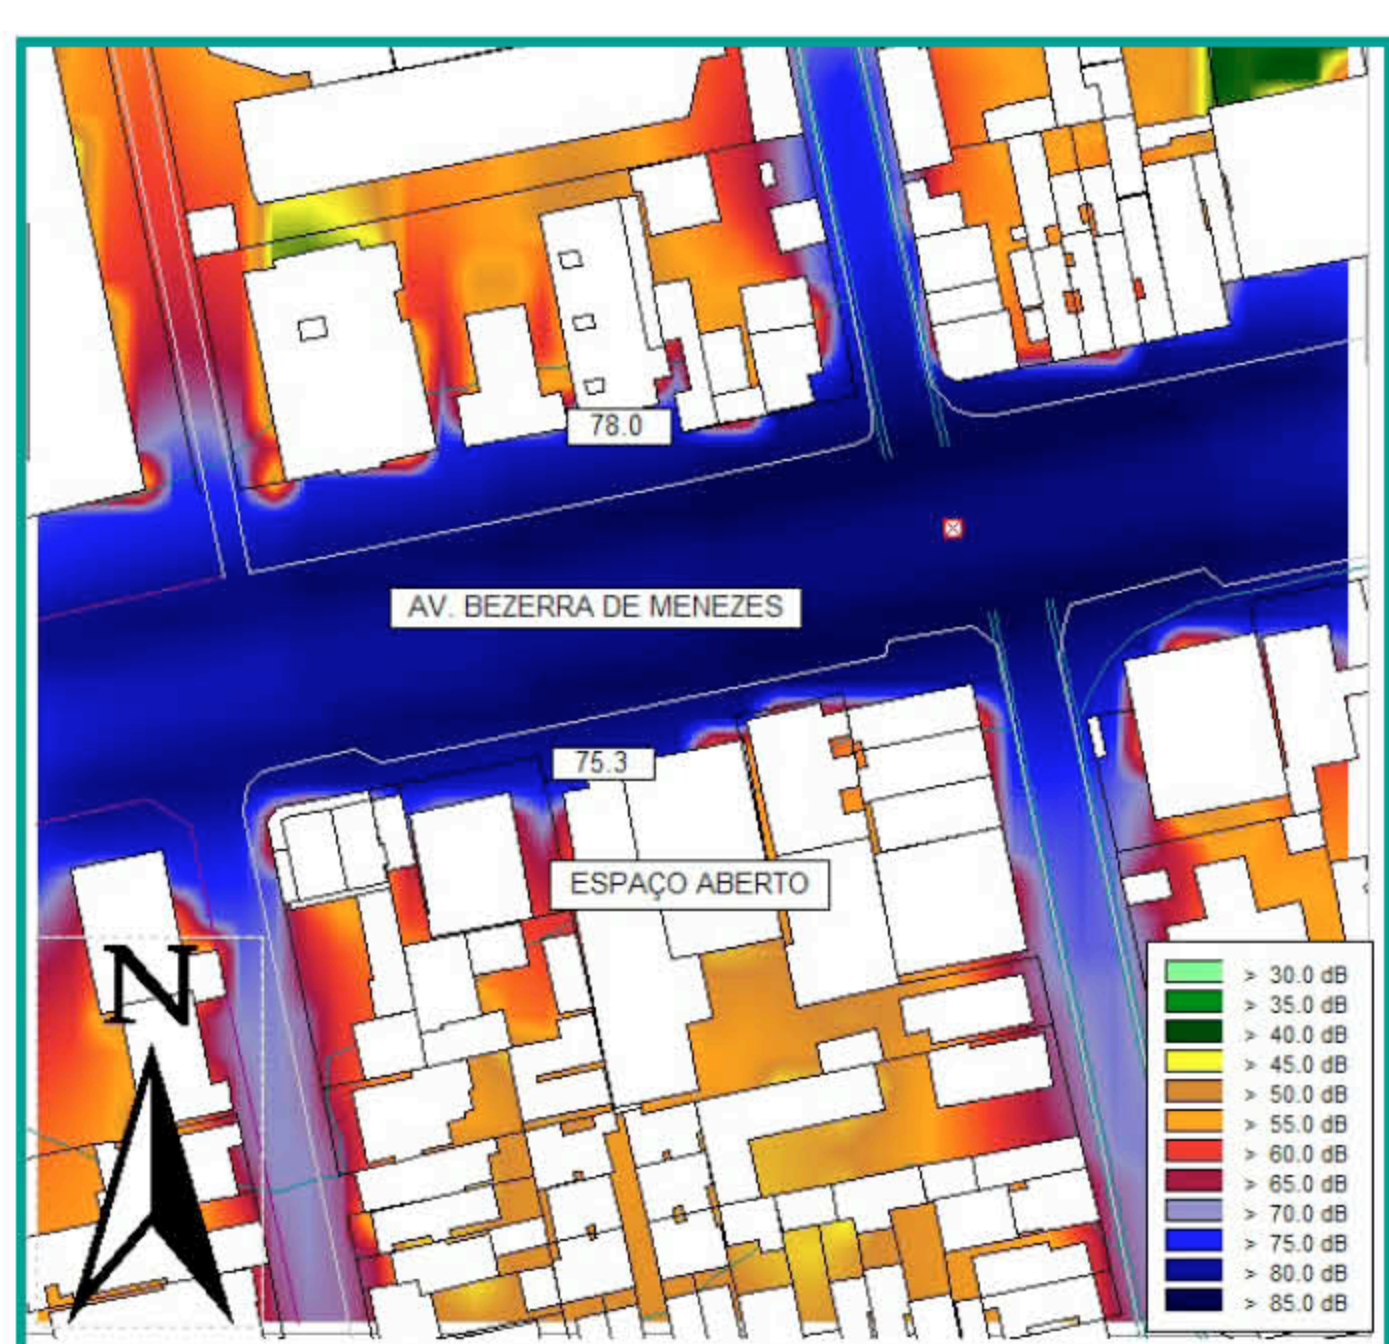 78.0
AV. BEZERRA DE MENEZES
75.3
ESPAÇO ABERTO
N
> 30.0 dB
> 35.0 dB
> 40.0 dB
> 45.0 dB
> 50.0 dB
> 55.0 dB
> 60.0 dB
> 65.0 dB
> 70.0 dB
> 75.0 dB
> 80.0 dB
> 85.0 dB